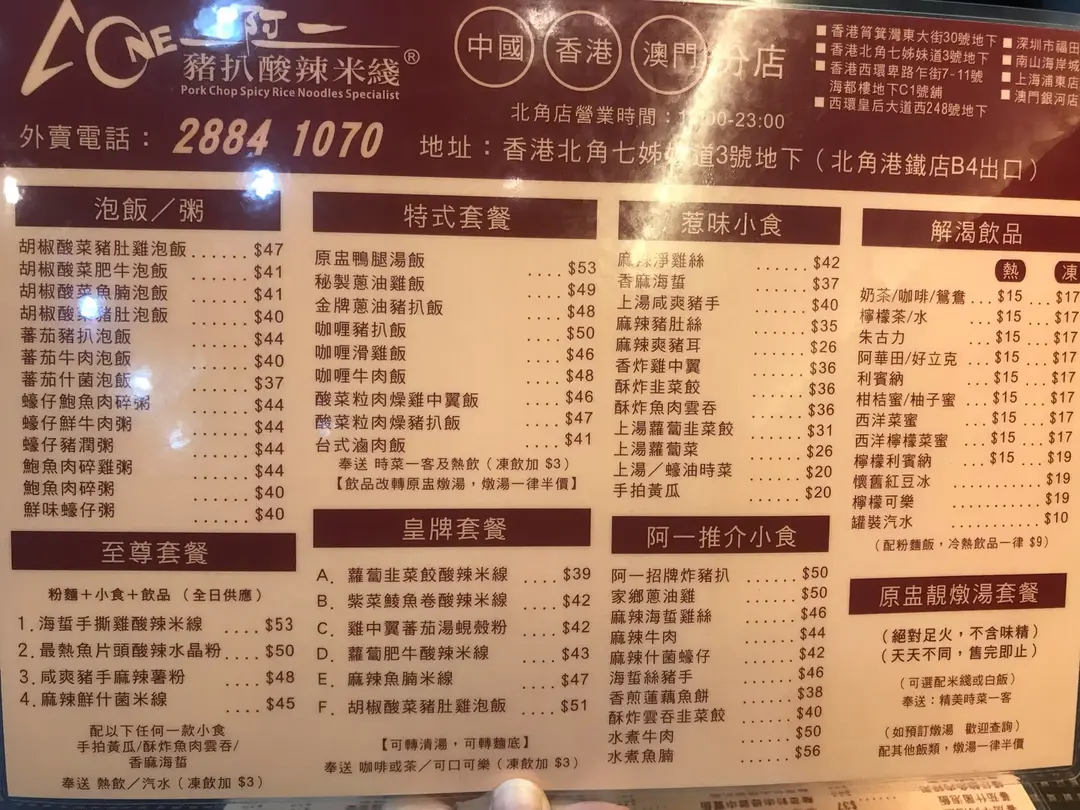 A ONE 阿一
豬扒酸辣米綫®
Pork Chop Spicy Rice Noodles Specialist
中國 香港 澳門 分店
北角店營業時間：00-23:00
■ 香港筲箕灣東大街30號地下
■ 香港北角七姊妹道3號地下
■ 香港西環卑路乍街7-11號
海都樓地下C1號舖
■ 西環皇后大道西248號地下
■ 深圳市福田
■ 南山海岸城
■ 上海浦東店
■ 澳門銀河店
外賣電話： 2884 1070
地址：香港北角七姊妹道3號地下（北角港鐵店B4出口）
泡飯／粥
胡椒酸菜豬肚雞泡飯 ...... $47
胡椒酸菜肥牛泡飯 ...... $41
胡椒酸菜魚腩泡飯 ...... $41
胡椒酸菜豬肚泡飯 ...... $40
蕃茄豬扒泡飯 ...... $44
蕃茄牛肉泡飯 ...... $40
蕃茄什菌泡飯 ...... $37
蠔仔鮑魚肉碎粥 ...... $44
蠔仔鮮牛肉粥 ...... $44
蠔仔豬潤粥 ...... $44
鮑魚肉碎雞粥 ...... $44
鮑魚肉碎粥 ...... $40
鮮味蠔仔粥 ...... $40
至尊套餐
粉麵＋小食＋飲品 （全日供應）
1. 海蜇手撕雞酸辣米線 .... $53
2. 最熱魚片頭酸辣水晶粉 .... $50
3. 咸爽豬手麻辣薯粉 .... $48
4. 麻辣鮮什菌米線 .... $45
配以下任何一款小食
手拍黃瓜/酥炸魚肉雲吞/
香麻海蜇
奉送 熱飲／汽水（凍飲加 $3）
特式套餐
原盅鴨腿湯飯 .... $53
秘製蔥油雞飯 .... $49
金牌蔥油豬扒飯 .... $48
咖喱豬扒飯 .... $50
咖喱滑雞飯 .... $46
咖喱牛肉飯 .... $48
酸菜粒肉燥雞中翼飯 .... $46
酸菜粒肉燥豬扒飯 .... $47
台式滷肉飯 .... $41
奉送 時菜一客及熱飲（凍飲加 $3）
【飲品改轉原盅燉湯，燉湯一律半價】
皇牌套餐
A. 蘿蔔韭菜餃酸辣米線 .... $39
B. 紫菜鯪魚卷酸辣米線 .... $42
C. 雞中翼蕃茄湯蜆殼粉 .... $42
D. 蘿蔔肥牛酸辣米線 .... $43
E. 麻辣魚腩米線 .... $47
F. 胡椒酸菜豬肚雞泡飯 .... $51
【可轉清湯，可轉麵底】
奉送 咖啡或茶／可口可樂（凍飲加 $3）
惹味小食
麻辣淨雞絲 ...... $42
香麻海蜇 ...... $37
上湯咸爽豬手 ...... $40
麻辣豬肚絲 ...... $35
麻辣爽豬耳 ...... $26
香炸雞中翼 ...... $36
酥炸韭菜餃 ...... $36
酥炸魚肉雲吞 ...... $36
上湯蘿蔔韭菜餃 ...... $31
上湯蘿蔔菜 ...... $26
上湯／蠔油時菜 ...... $20
手拍黃瓜 ...... $20
阿一推介小食
阿一招牌炸豬扒 ...... $50
家鄉蔥油雞 ...... $50
麻辣海蜇雞絲 ...... $46
麻辣牛肉 ...... $44
麻辣什菌蠔仔 ...... $42
海蜇絲豬手 ...... $46
香煎蓮藕魚餅 ...... $38
酥炸雲吞韭菜餃 ...... $40
水煮牛肉 ...... $50
水煮魚腩 ...... $56
解渴飲品
熱 凍
奶茶/咖啡/鴛鴦 ... $15 ... $17
檸檬茶/水 ... $15 ... $17
朱古力 ... $15 ... $17
阿華田/好立克 ... $15 ... $17
利賓納 ... $15 ... $17
柑桔蜜/柚子蜜 ... $15 ... $17
西洋菜蜜 ... $15 ... $17
西洋檸檬菜蜜 ... $15 ... $17
檸檬利賓納 ... $15 ... $19
懷舊紅豆冰 ............ $19
檸檬可樂 ............ $19
罐裝汽水 ............ $10
（配粉麵飯，冷熱飲品一律 $9）
原盅靚燉湯套餐
（絕對足火，不含味精）
（天天不同，售完即止）
（可選配米綫或白飯）
奉送：精美時菜一客
（如預訂燉湯 歡迎查詢）
配其他飯類，燉湯一律半價